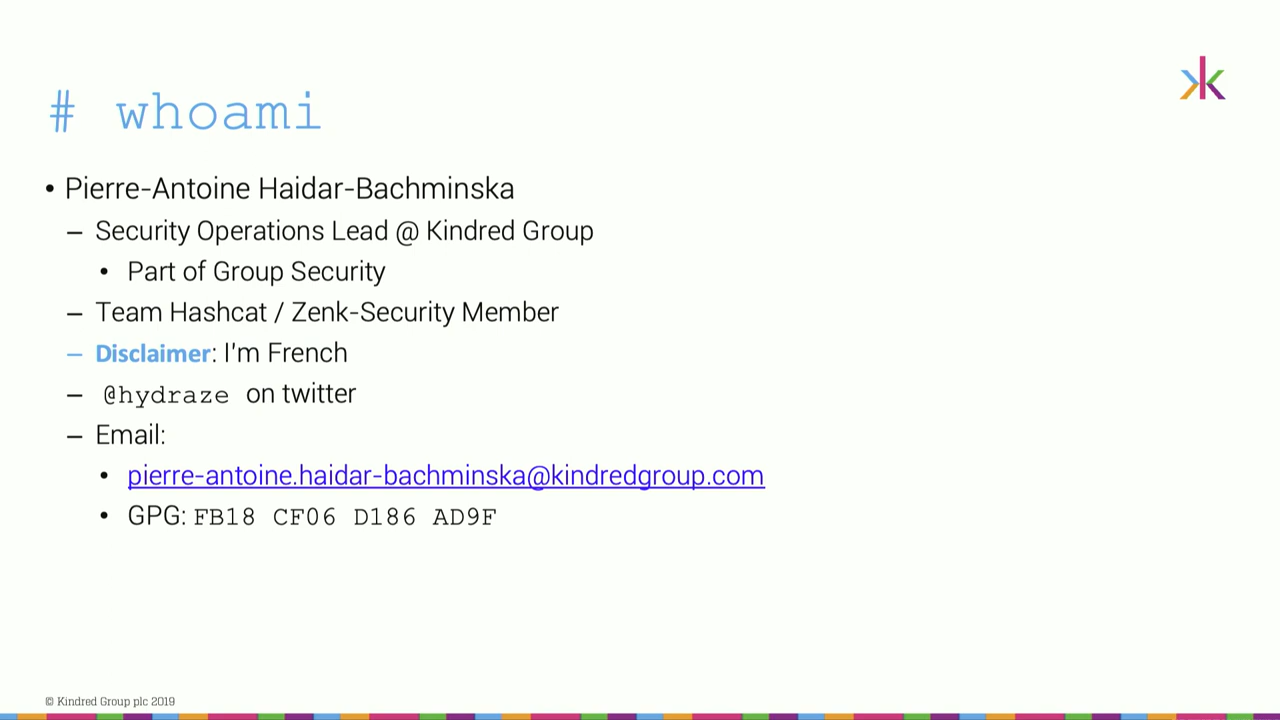 # whoami
• Pierre-Antoine Haidar-Bachminska
– Security Operations Lead @ Kindred Group
• Part of Group Security
– Team Hashcat / Zenk-Security Member
– Disclaimer: I'm French
– @hydraze on twitter
– Email:
• pierre-antoine.haidar-bachminska@kindredgroup.com
• GPG: FB18 CF06 D186 AD9F
© Kindred Group plc 2019